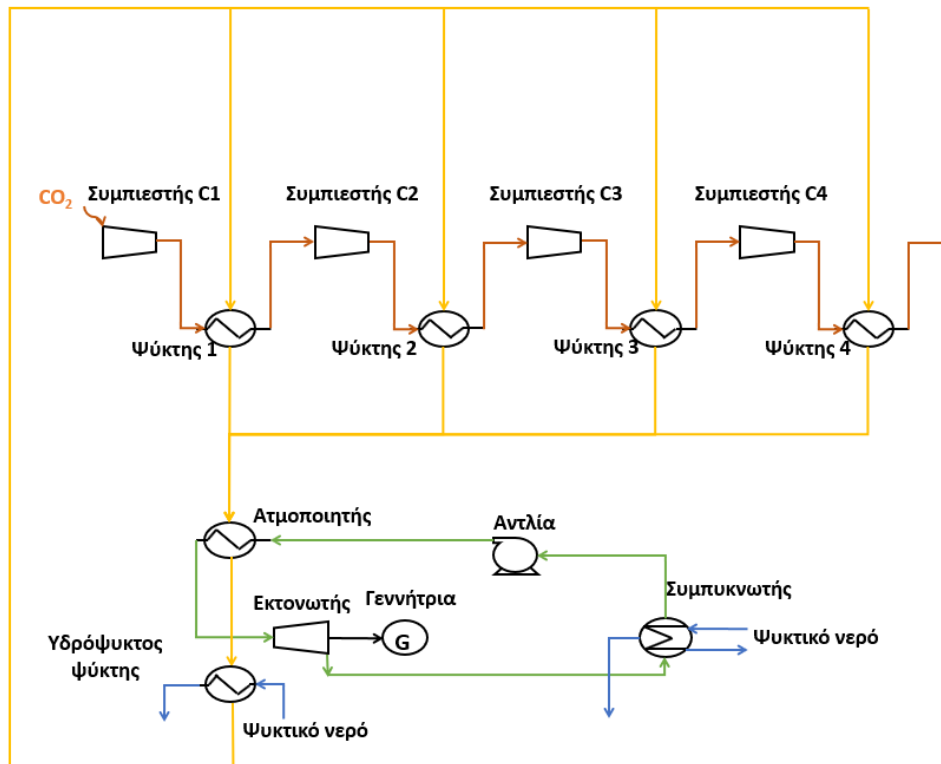 Συμπιεστής C1
Συμπιεστής C2
Συμπιεστής C3
Συμπιεστής C4
CO₂
Ψύκτης 1
Ψύκτης 2
Ψύκτης 3
Ψύκτης 4
Ατμοποιητής
Αντλία
Συμπυκνωτής
Εκτονωτής
Γεννήτρια
G
Ψυκτικό νερό
Υδρόψυκτος
ψύκτης
Ψυκτικό νερό